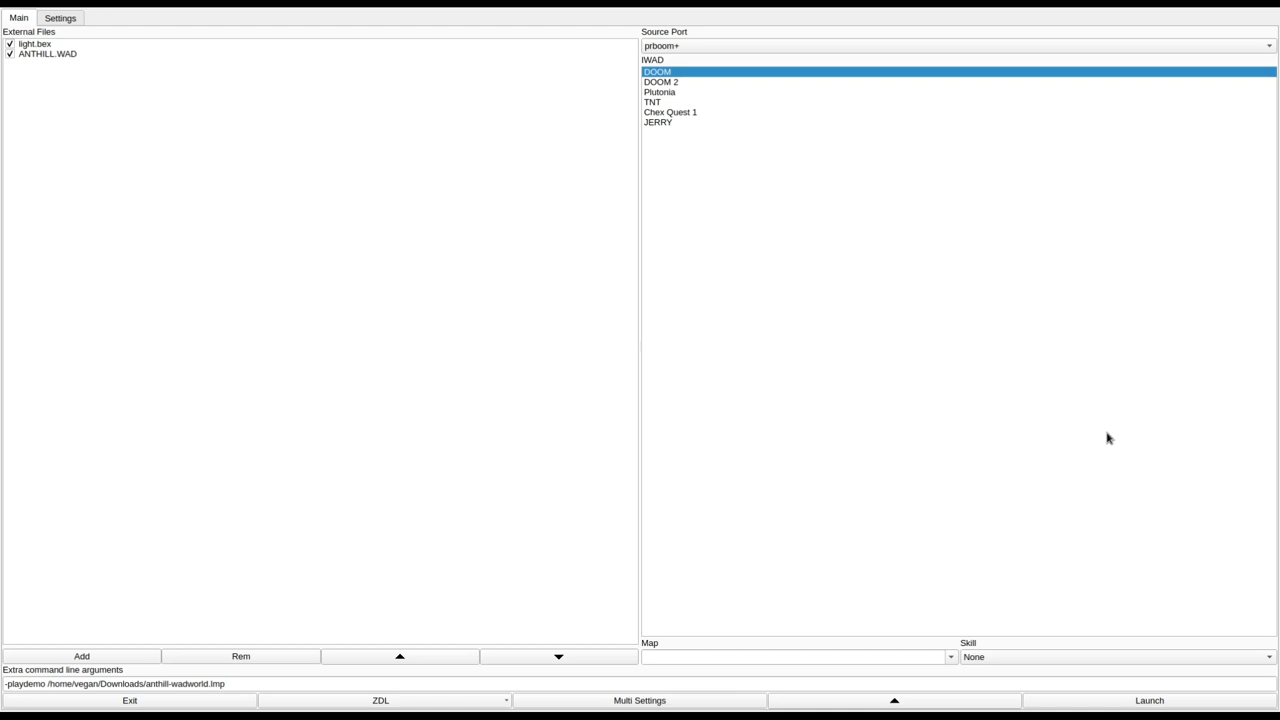 Main Settings
External Files
light.bex
ANTHILL.WAD
Source Port
prboom+
IWAD
DOOM
DOOM 2
Plutonia
TNT
Chex Quest 1
JERRY
Map Skill
None
Add Rem
Extra command line arguments
-playdemo /home/vegan/Downloads/anthill-wadworld.lmp
Exit ZDL Multi Settings Launch